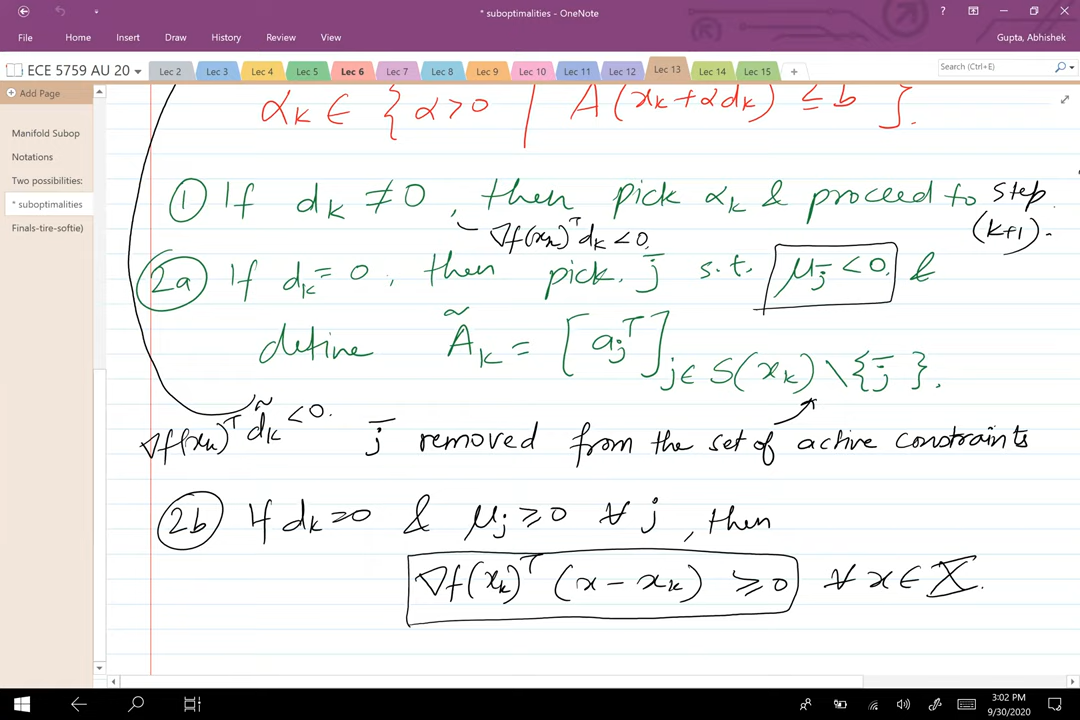 * suboptimalities - OneNote
Gupta, Abhishek
File Home Insert Draw History Review View
ECE 5759 AU 20
Lec 2 Lec 3 Lec 4 Lec 5 Lec 6 Lec 7 Lec 8 Lec 9 Lec 10 Lec 11 Lec 12 Lec 13 Lec 14 Lec 15 +
Search (Ctrl+E)
Add Page
Manifold Subop
Notations
Two possibilities:
* suboptimalities
Finals-tire-softie)
αk ∈ { α>0 | A(xk+αdk) ≤ b }.
① If dk ≠ 0, then pick αk & proceed to step (k+1).
∇f(xk)ᵀdk < 0.
2a If dk = 0, then pick j̄ s.t. μj̄ < 0 &
define Ãk = [ajᵀ] j∈ S(xk) \ {j̄}.
∇f(xk)ᵀ d̃k < 0.
j̄ removed from the set of active constraints
2b If dk=0 & μj ≥ 0 ∀ j, then
∇f(xk)ᵀ (x − xk) ≥ 0 ∀ x ∈ X.
3:02 PM
9/30/2020